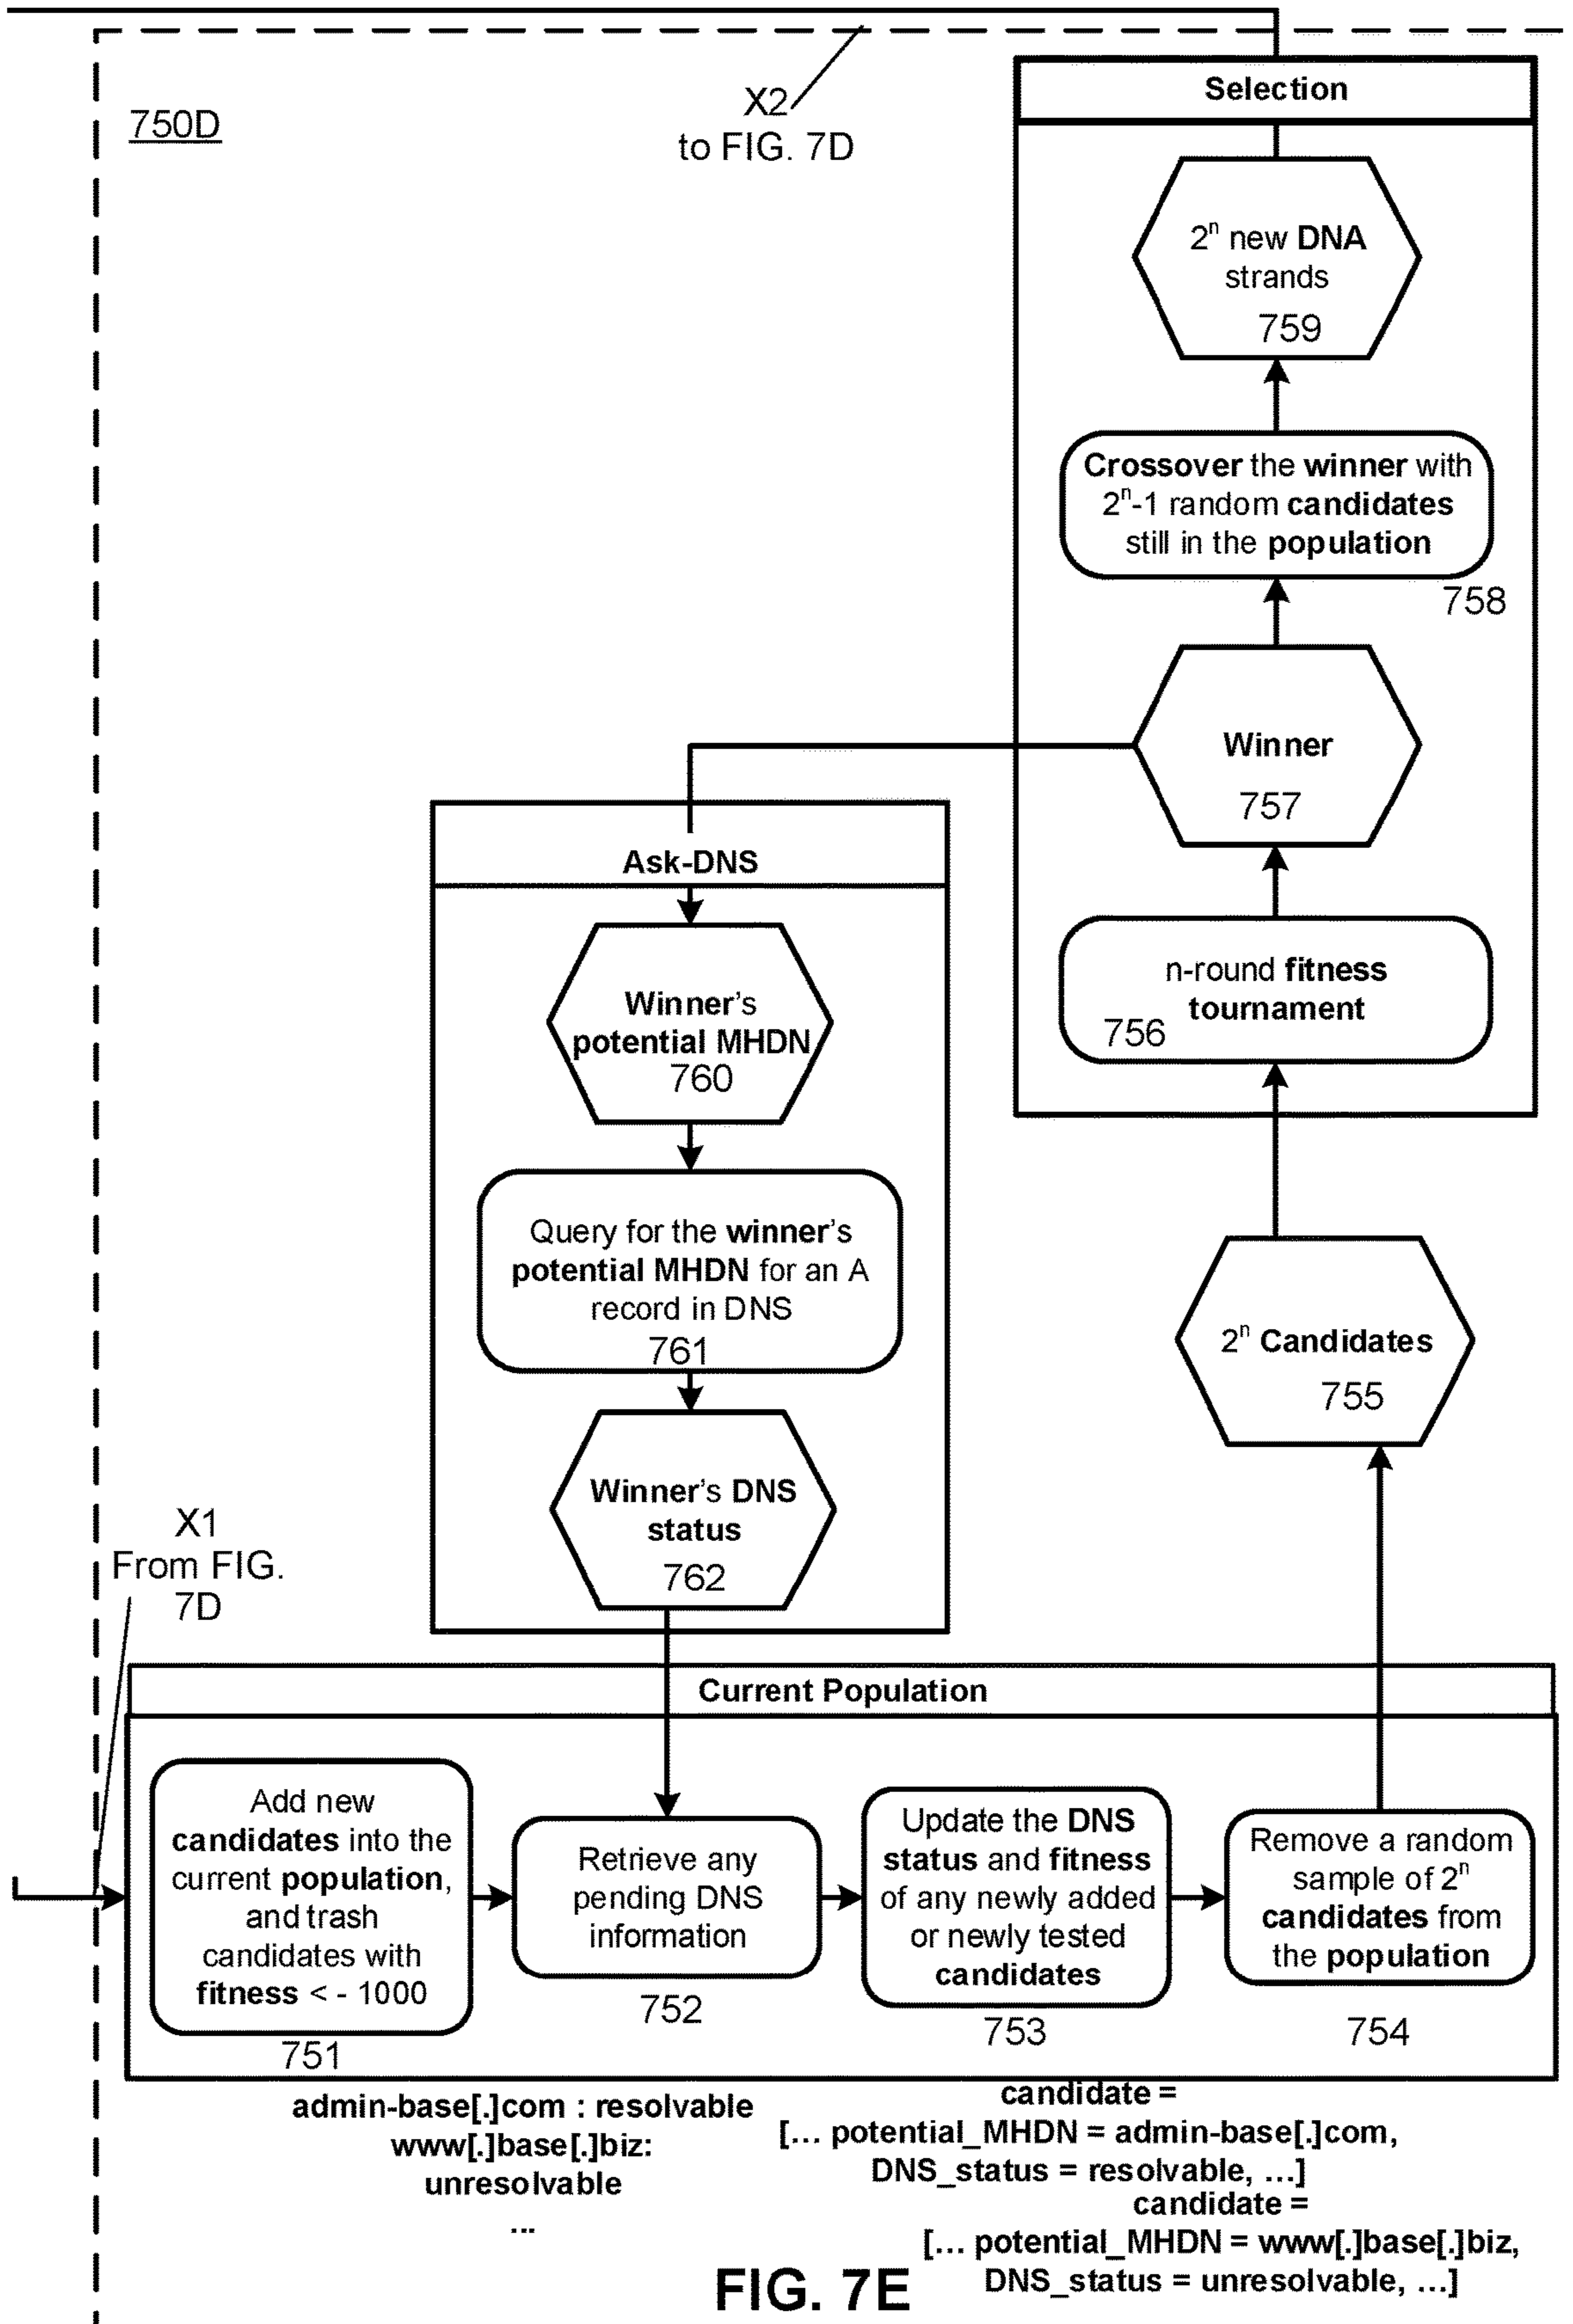 750D
X2
to FIG. 7D
Selection
2ⁿ new DNA
strands
759
Crossover the winner with
2ⁿ-1 random candidates
still in the population
758
Winner
757
n-round fitness
tournament
756
2ⁿ Candidates
755
Ask-DNS
Winner's
potential MHDN
760
Query for the winner's
potential MHDN for an A
record in DNS
761
Winner's DNS
status
762
X1
From FIG.
7D
Current Population
Add new
candidates into the
current population,
and trash
candidates with
fitness < - 1000
751
Retrieve any
pending DNS
information
752
Update the DNS
status and fitness
of any newly added
or newly tested
candidates
753
Remove a random
sample of 2ⁿ
candidates from
the population
754
admin-base[.]com : resolvable
www[.]base[.]biz:
unresolvable
...
candidate =
[... potential_MHDN = admin-base[.]com,
DNS_status = resolvable, ...]
candidate =
[... potential_MHDN = www[.]base[.]biz,
DNS_status = unresolvable, ...]
FIG. 7E